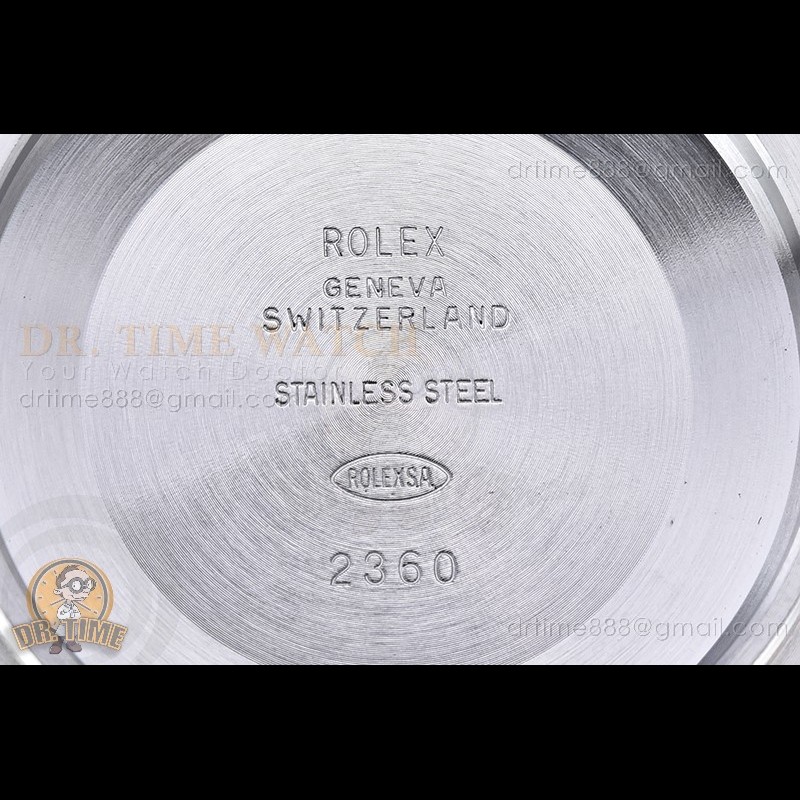 drtime888@gmail.com
ROLEX
GENEVA
SWITZERLAND
DR. TIME WATCH
Your Watch Doctor
STAINLESS STEEL
drtime888@gmail.com
ROLEX S.A.
2360
DR. TIME
drtime888@gmail.com